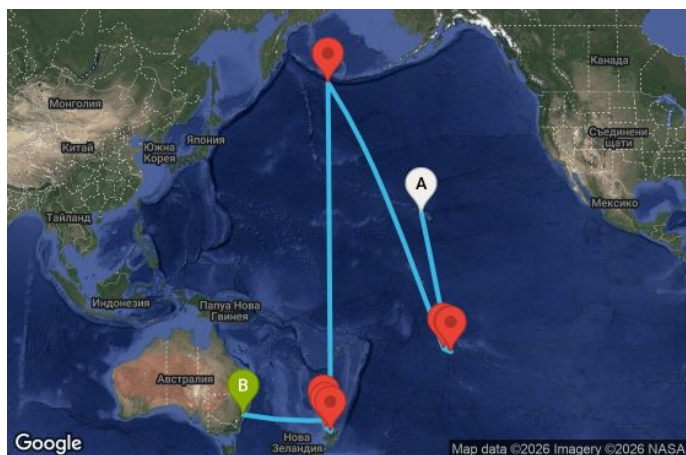 Канада
Монголия
A
Южна
Корея
Япония
Китай
Съединени
щати
Мексико
Тайланд
Индонезия
Папуа Нова
Гвинея
Австралия
B
Нова
Зеландия
Google
Map data ©2026 Imagery ©2026 NASA